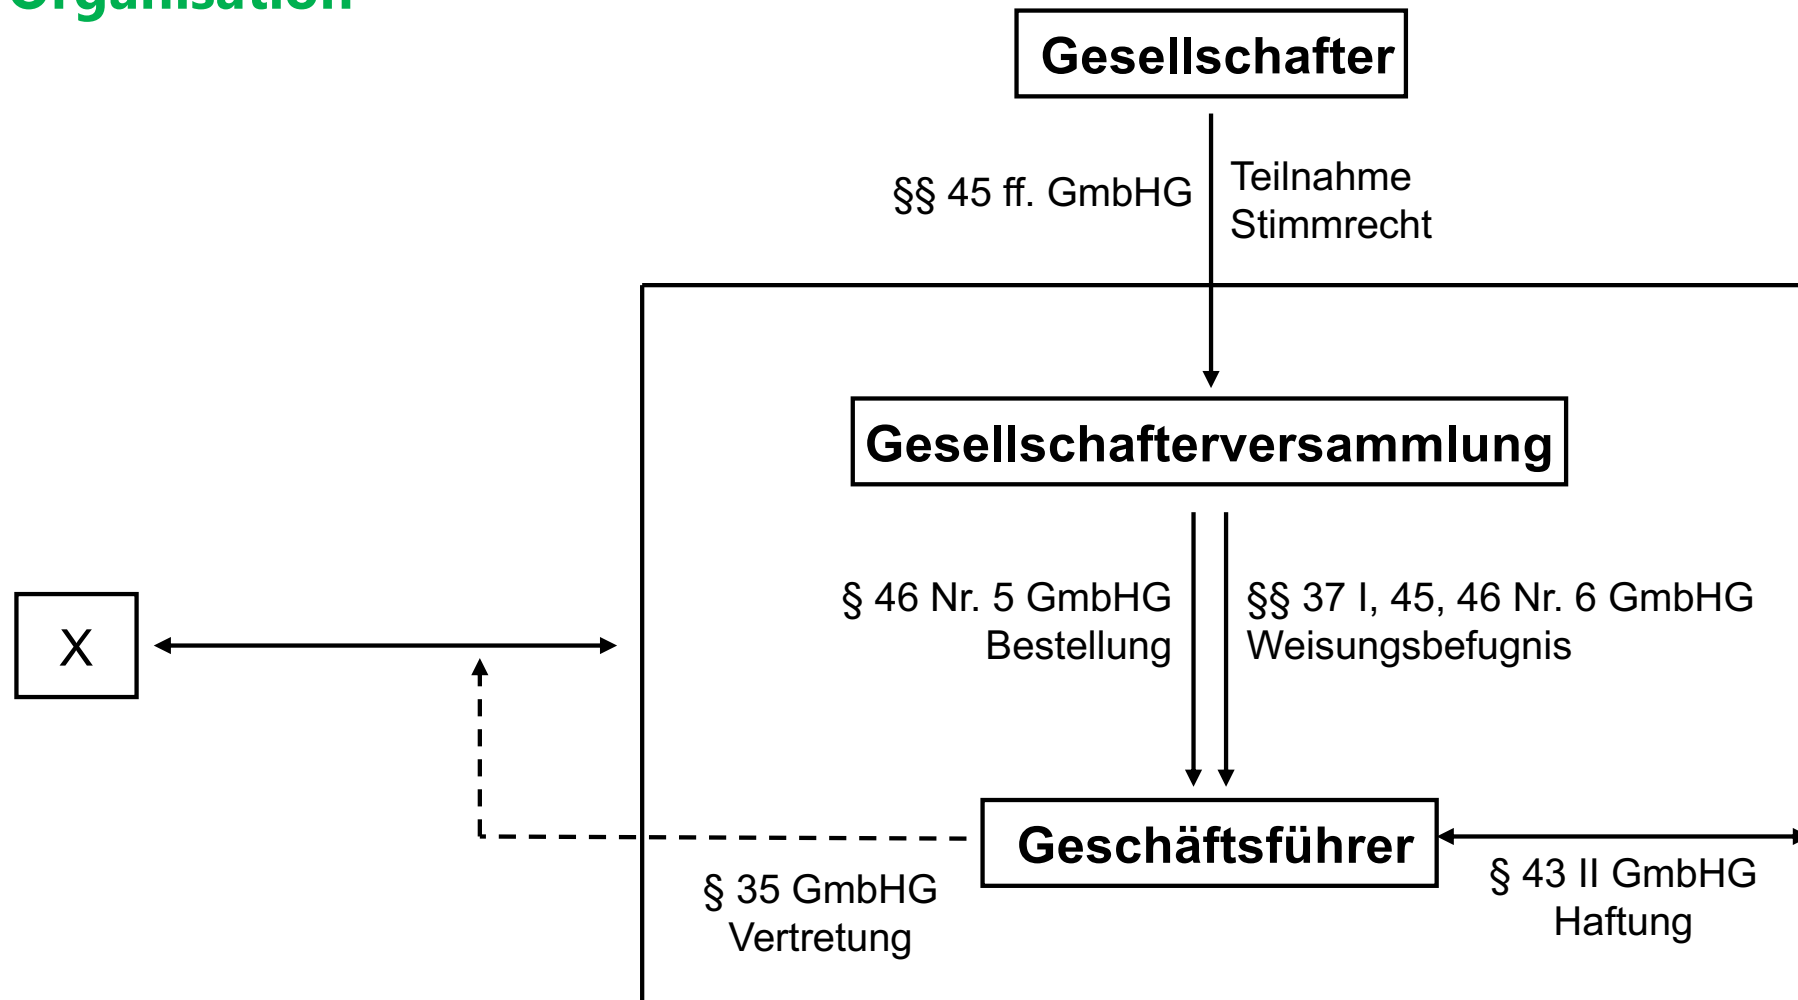 Organisation
Gesellschafter
§§ 45 ff. GmbHG
Teilnahme
Stimmrecht
Gesellschafterversammlung
§ 46 Nr. 5 GmbHG
Bestellung
§§ 37 I, 45, 46 Nr. 6 GmbHG
Weisungsbefugnis
X
Geschäftsführer
§ 35 GmbHG
Vertretung
§ 43 II GmbHG
Haftung